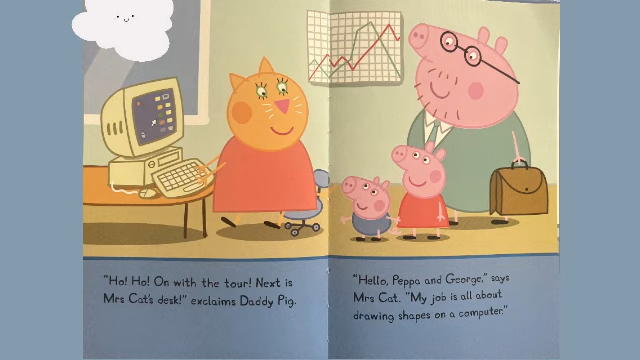 "Ho! Ho! On with the tour! Next is
Mrs Cat's desk!" exclaims Daddy Pig.
"Hello, Peppa and George," says
Mrs Cat. "My job is all about
drawing shapes on a computer."